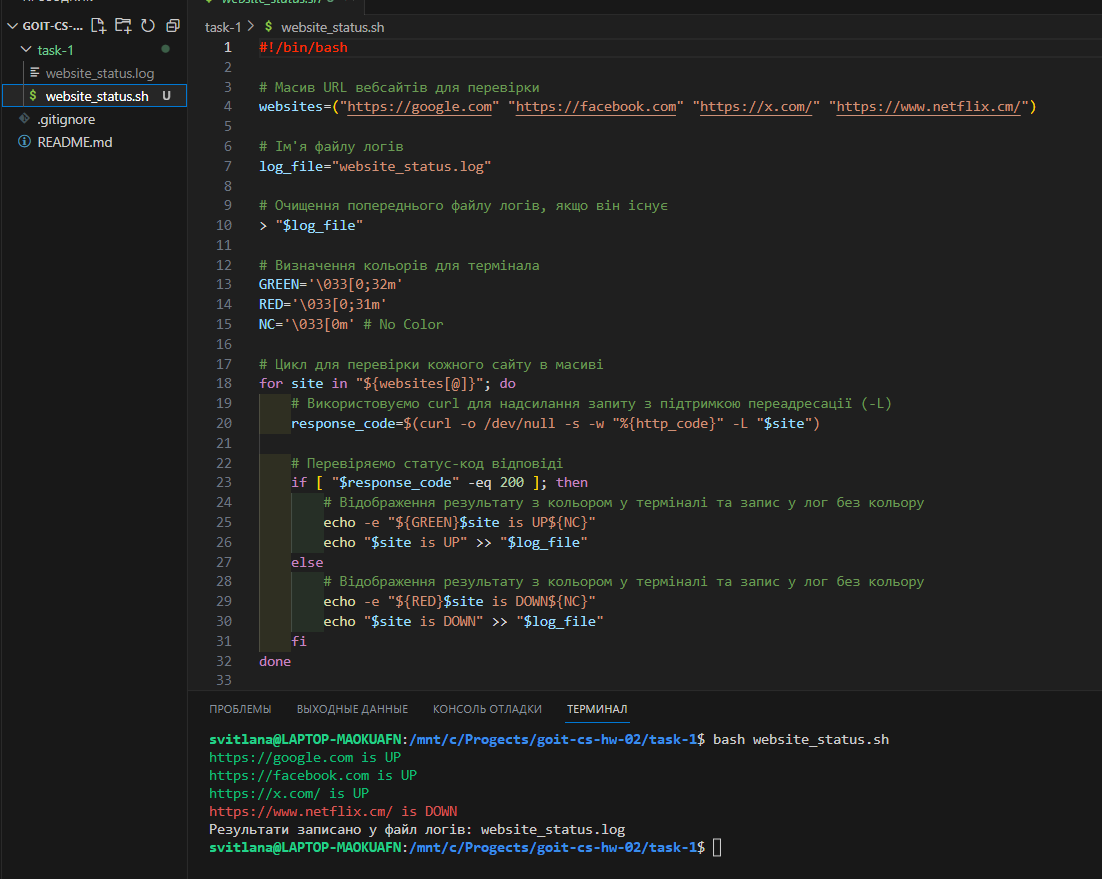 GOIT-CS-...
task-1
website_status.log
$ website_status.sh U
.gitignore
README.md
task-1 > $ website_status.sh
1 #!/bin/bash
2
3 # Масив URL вебсайтів для перевірки
4 websites=("https://google.com" "https://facebook.com" "https://x.com/" "https://www.netflix.cm/")
5
6 # Ім'я файлу логів
7 log_file="website_status.log"
8
9 # Очищення попереднього файлу логів, якщо він існує
10 > "$log_file"
11
12 # Визначення кольорів для термінала
13 GREEN='\033[0;32m'
14 RED='\033[0;31m'
15 NC='\033[0m' # No Color
16
17 # Цикл для перевірки кожного сайту в масиві
18 for site in "${websites[@]}"; do
19 # Використовуємо curl для надсилання запиту з підтримкою переадресації (-L)
20 response_code=$(curl -o /dev/null -s -w "%{http_code}" -L "$site")
21
22 # Перевіряємо статус-код відповіді
23 if [ "$response_code" -eq 200 ]; then
24 # Відображення результату з кольором у терміналі та запис у лог без кольору
25 echo -e "${GREEN}$site is UP${NC}"
26 echo "$site is UP" >> "$log_file"
27 else
28 # Відображення результату з кольором у терміналі та запис у лог без кольору
29 echo -e "${RED}$site is DOWN${NC}"
30 echo "$site is DOWN" >> "$log_file"
31 fi
32 done
33
ПРОБЛЕМЫ ВЫХОДНЫЕ ДАННЫЕ КОНСОЛЬ ОТЛАДКИ ТЕРМИНАЛ
svitlana@LAPTOP-MAOKUAFN:/mnt/c/Progects/goit-cs-hw-02/task-1$ bash website_status.sh
https://google.com is UP
https://facebook.com is UP
https://x.com/ is UP
https://www.netflix.cm/ is DOWN
Результати записано у файл логів: website_status.log
svitlana@LAPTOP-MAOKUAFN:/mnt/c/Progects/goit-cs-hw-02/task-1$